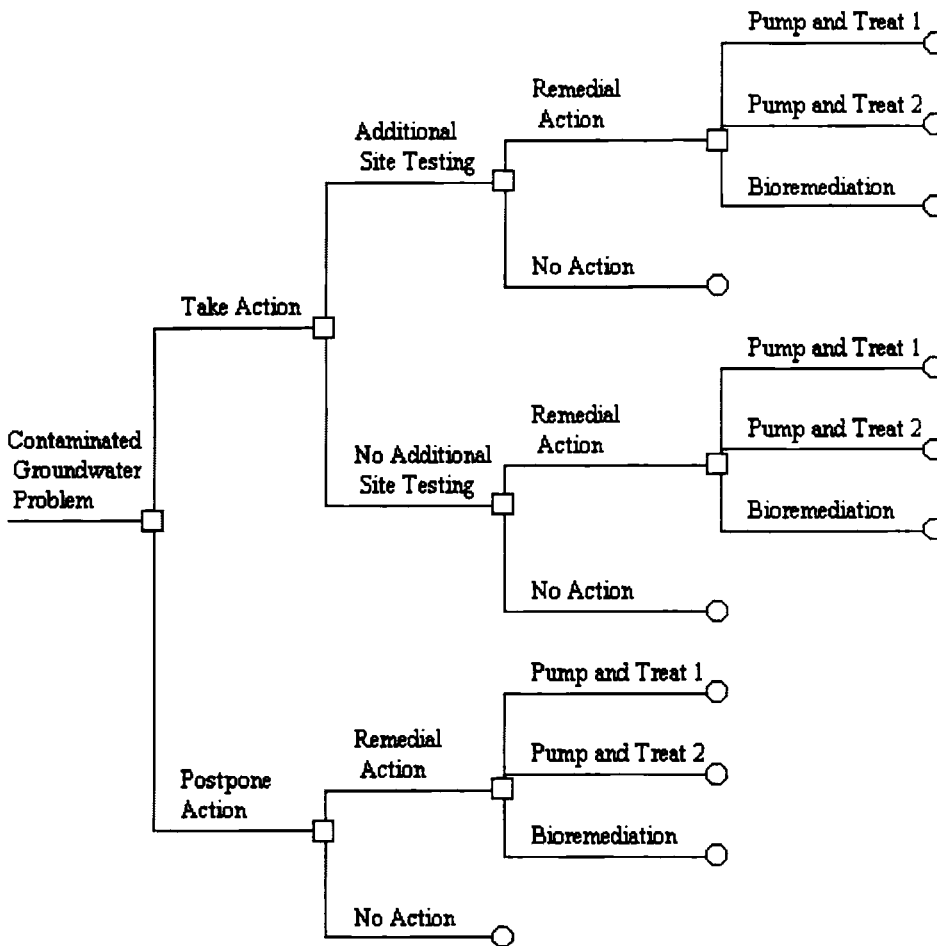 Pump and Treat 1
Remedial
Action
Pump and Treat 2
Additional
Site Testing
Bioremediation
No Action
Take Action
Pump and Treat 1
Remedial
Action
Pump and Treat 2
Contaminated
Groundwater
Problem
No Additional
Site Testing
Bioremediation
No Action
Pump and Treat 1
Remedial
Action
Pump and Treat 2
Postpone
Action
Bioremediation
No Action